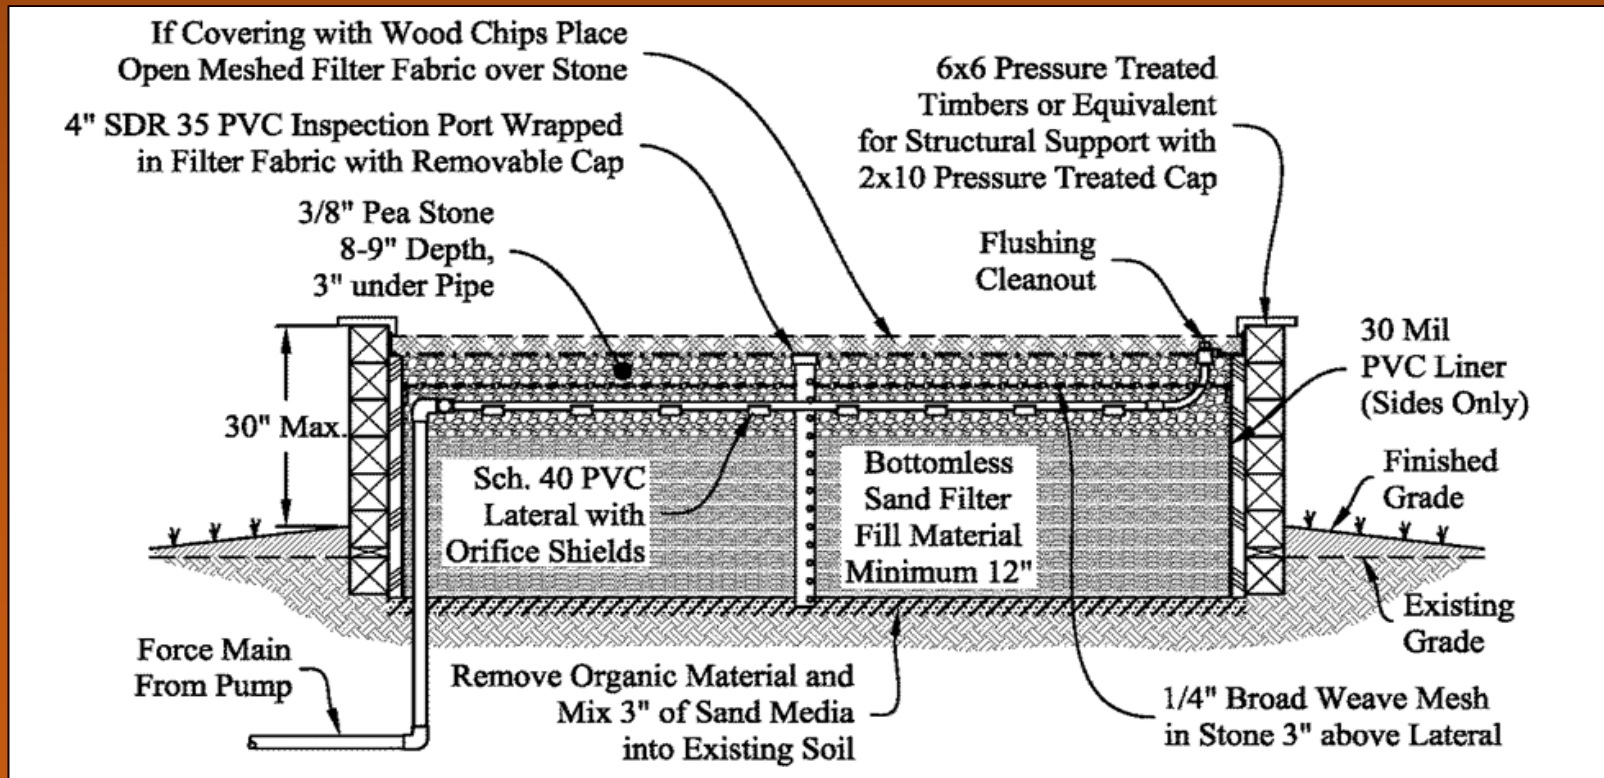 If Covering with Wood Chips Place
Open Meshed Filter Fabric over Stone
4" SDR 35 PVC Inspection Port Wrapped
in Filter Fabric with Removable Cap
3/8" Pea Stone
8-9" Depth,
3" under Pipe
6x6 Pressure Treated
Timbers or Equivalent
for Structural Support with
2x10 Pressure Treated Cap
Flushing
Cleanout
30 Mil
PVC Liner
(Sides Only)
30" Max.
Sch. 40 PVC
Lateral with
Orifice Shields
Bottomless
Sand Filter
Fill Material
Minimum 12"
Finished
Grade
Existing
Grade
Force Main
From Pump
Remove Organic Material and
Mix 3" of Sand Media
into Existing Soil
1/4" Broad Weave Mesh
in Stone 3" above Lateral